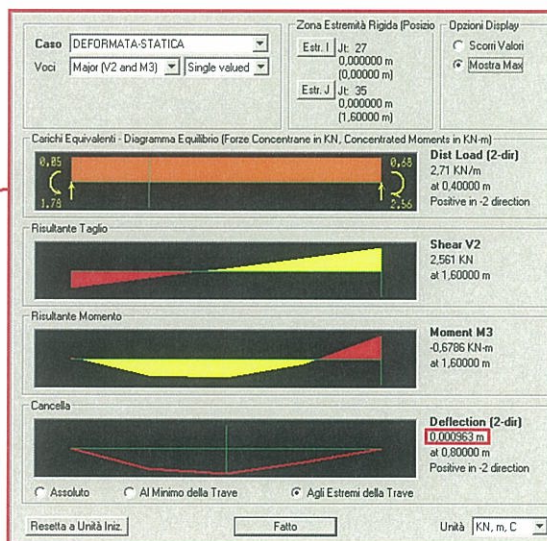 Caso DEFORMATA-STATICA
Voci Major (V2 and M3) Single valued
Zona Estremità Rigida (Posizio
Estr. I Jt: 27
0,00000 m
(0,00000 m)
Estr. J Jt: 35
0,00000 m
(1,60000 m)
Opzioni Display
Scorri Valori
Mostra Max
Carichi Equivalenti - Diagramma Equilibrio (Forze Concentrane in KN, Concentrated Moments in KN-m)
0,05 0,68
1,78 2,56
Dist Load (2-dir)
2,71 KN/m
at 0,40000 m
Positive in -2 direction
Risultante Taglio
Shear V2
2,561 KN
at 1,60000 m
Risultante Momento
Moment M3
-0,6786 KN-m
at 1,60000 m
Cancella
Deflection (2-dir)
0,000963 m
at 0,80000 m
Positive in -2 direction
Assoluto Al Minimo della Trave Agli Estremi della Trave
Resetta a Unità Iniz. Fatto Unità KN, m, C